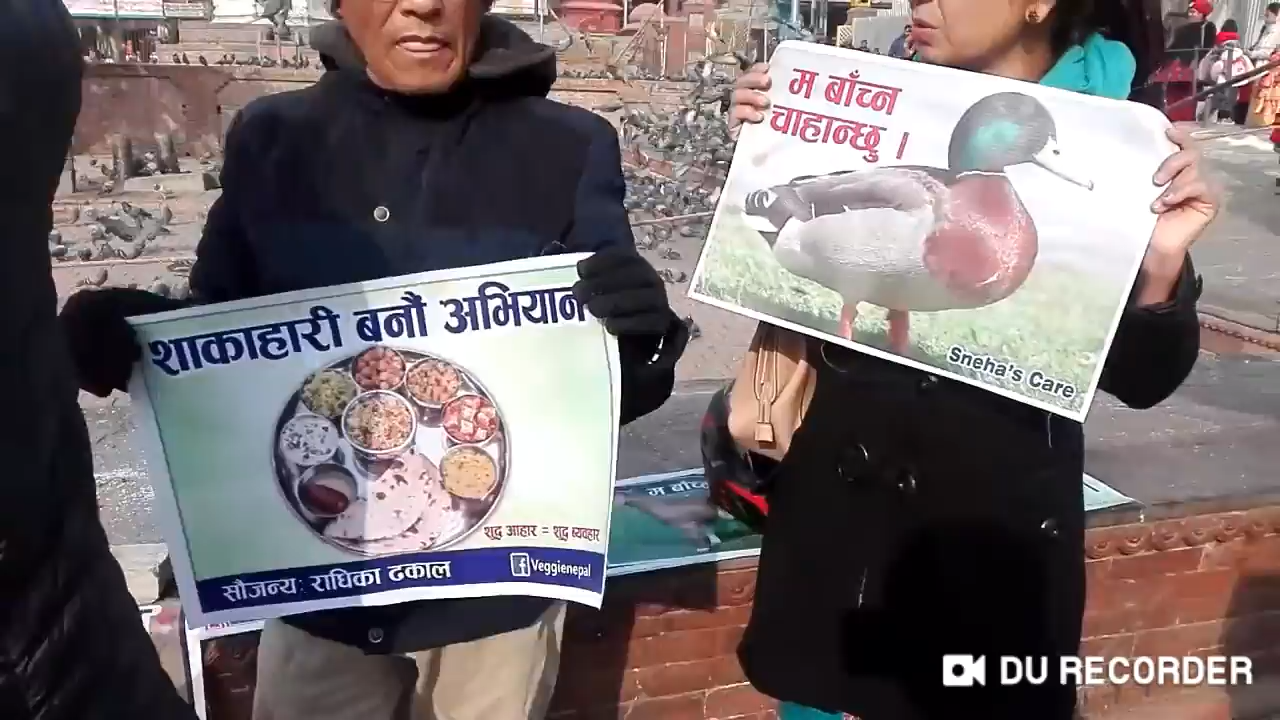 शाकाहारी बनौं अभियान
शुद्ध आहार = शुद्ध ब्यवहार
सौजन्य: राधिका ढकाल
Veggienepal
म बाँच्न
चाहान्छु ।
Sneha's Care
म बाँच्न
DU RECORDER